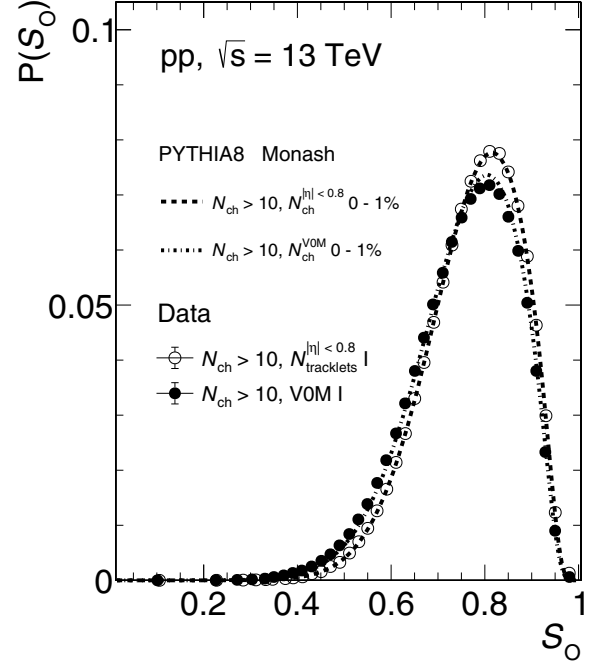 P(S_O)
0.1
0.05
0
pp, √s = 13 TeV
PYTHIA8 Monash
N_ch > 10, N_ch^|η| < 0.8 0 - 1%
N_ch > 10, N_ch^V0M 0 - 1%
Data
N_ch > 10, N_tracklets^|η| < 0.8 I
N_ch > 10, V0M I
0.2 0.4 0.6 0.8 1
S_O